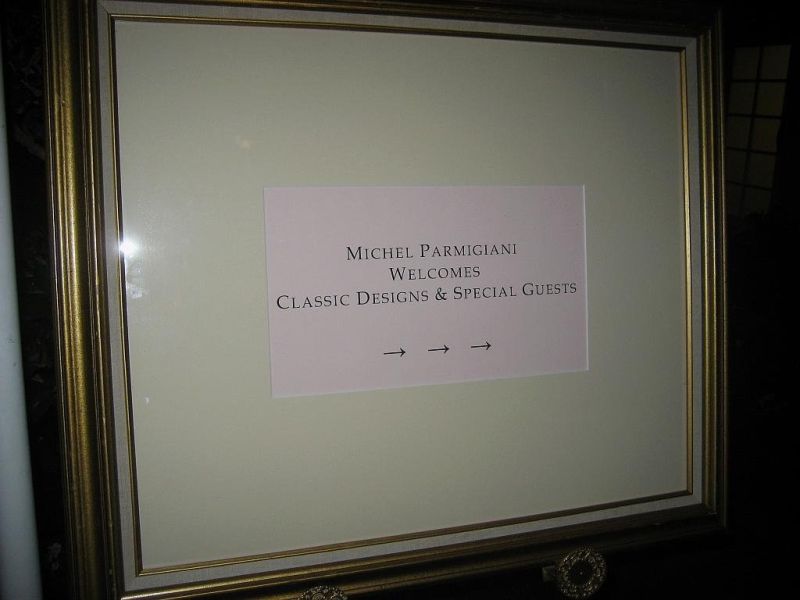 MICHEL PARMIGIANI
WELCOMES
CLASSIC DESIGNS & SPECIAL GUESTS
→ → →